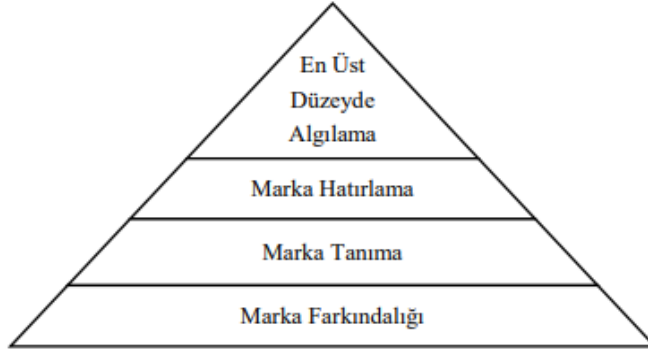 En Üst
Düzeyde
Algılama
Marka Hatırlama
Marka Tanıma
Marka Farkındalığı